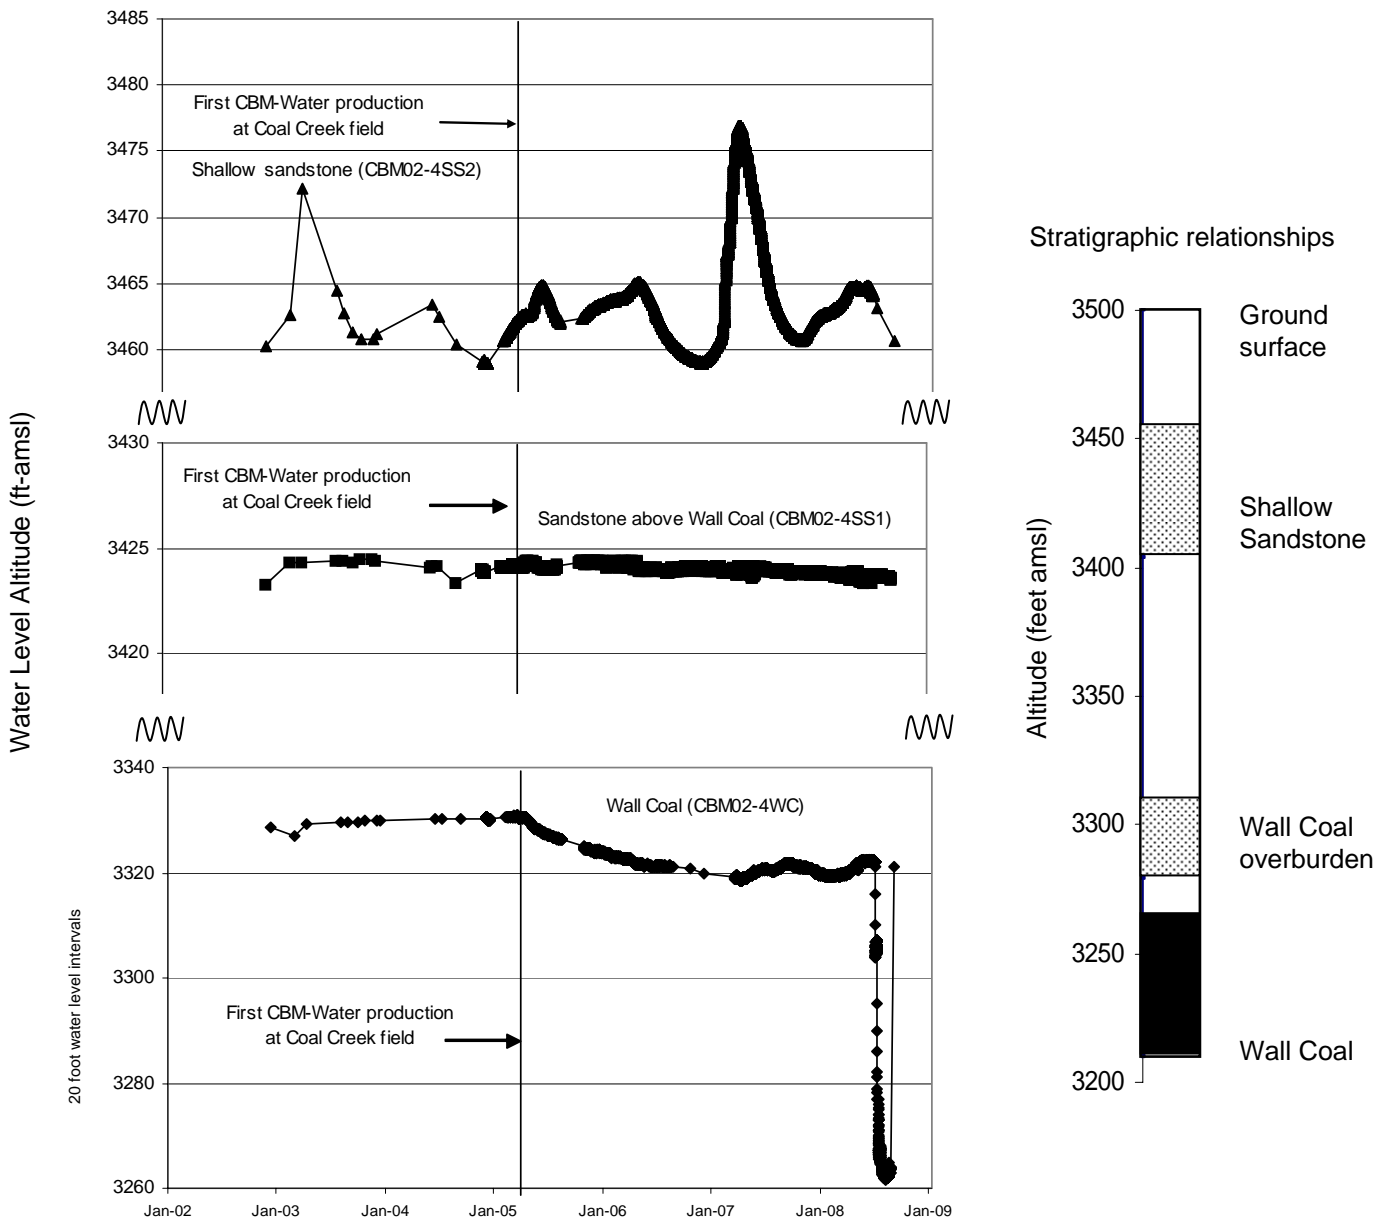 3485
3480
First CBM-Water production
at Coal Creek field
3475
Shallow sandstone (CBM02-4SS2)
3470
3465
3460
Water Level Altitude (ft-amsl)
3430
First CBM-Water production
at Coal Creek field
Sandstone above Wall Coal (CBM02-4SS1)
3425
3420
3340
Wall Coal (CBM02-4WC)
3320
3300
First CBM-Water production
at Coal Creek field
20 foot water level intervals
3280
3260
Jan-02
Jan-03
Jan-04
Jan-05
Jan-06
Jan-07
Jan-08
Jan-09
Stratigraphic relationships
Altitude (feet amsl)
3500
3450
3400
3350
3300
3250
3200
Ground
surface
Shallow
Sandstone
Wall Coal
overburden
Wall Coal